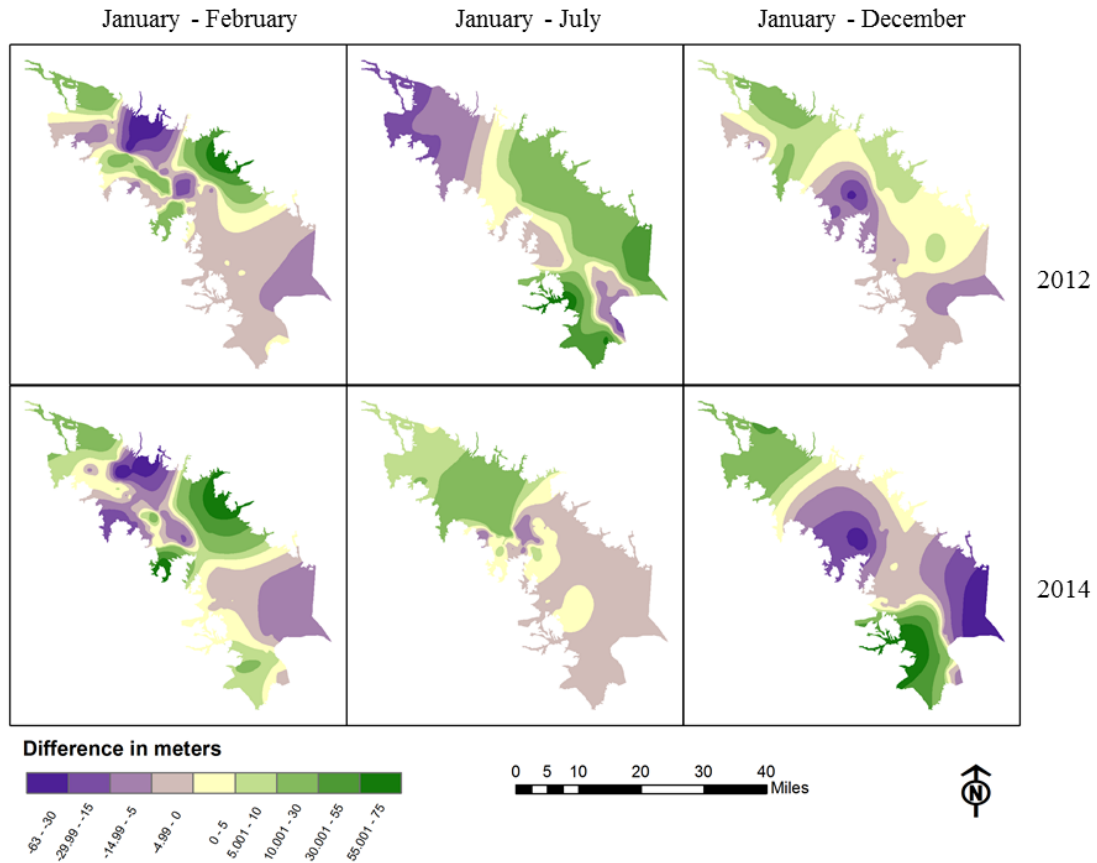 January - February January - July January - December
2012
2014
Difference in meters
-63 - -30
-29.99 - -15
-14.99 - -5
-4.99 - 0
0 - 5
5.001 - 10
10.001 - 30
30.001 - 55
55.001 - 75
0 5 10 20 30 40
Miles
N